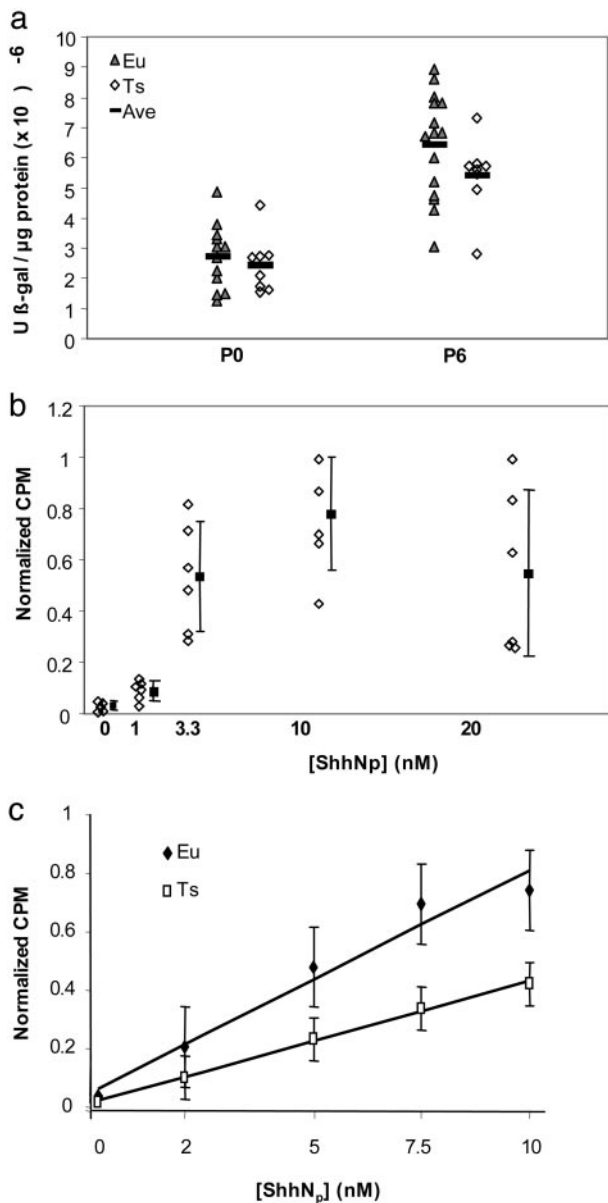 a
U ß-gal / µg protein (x 10 -6)
10
9
8
7
6
5
4
3
2
1
0
Eu
Ts
Ave
P0 P6
b
Normalized CPM
1.2
1
0.8
0.6
0.4
0.2
0
0 1 3.3 10 20
[ShhNp] (nM)
c
Normalized CPM
1
0.8
0.6
0.4
0.2
0
Eu
Ts
0 2 5 7.5 10
[ShhNp] (nM)